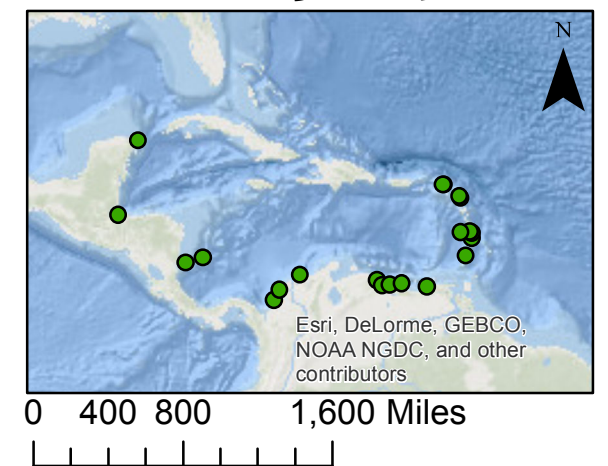 N
Esri, DeLorme, GEBCO,
NOAA NGDC, and other
contributors
0 400 800 1,600 Miles